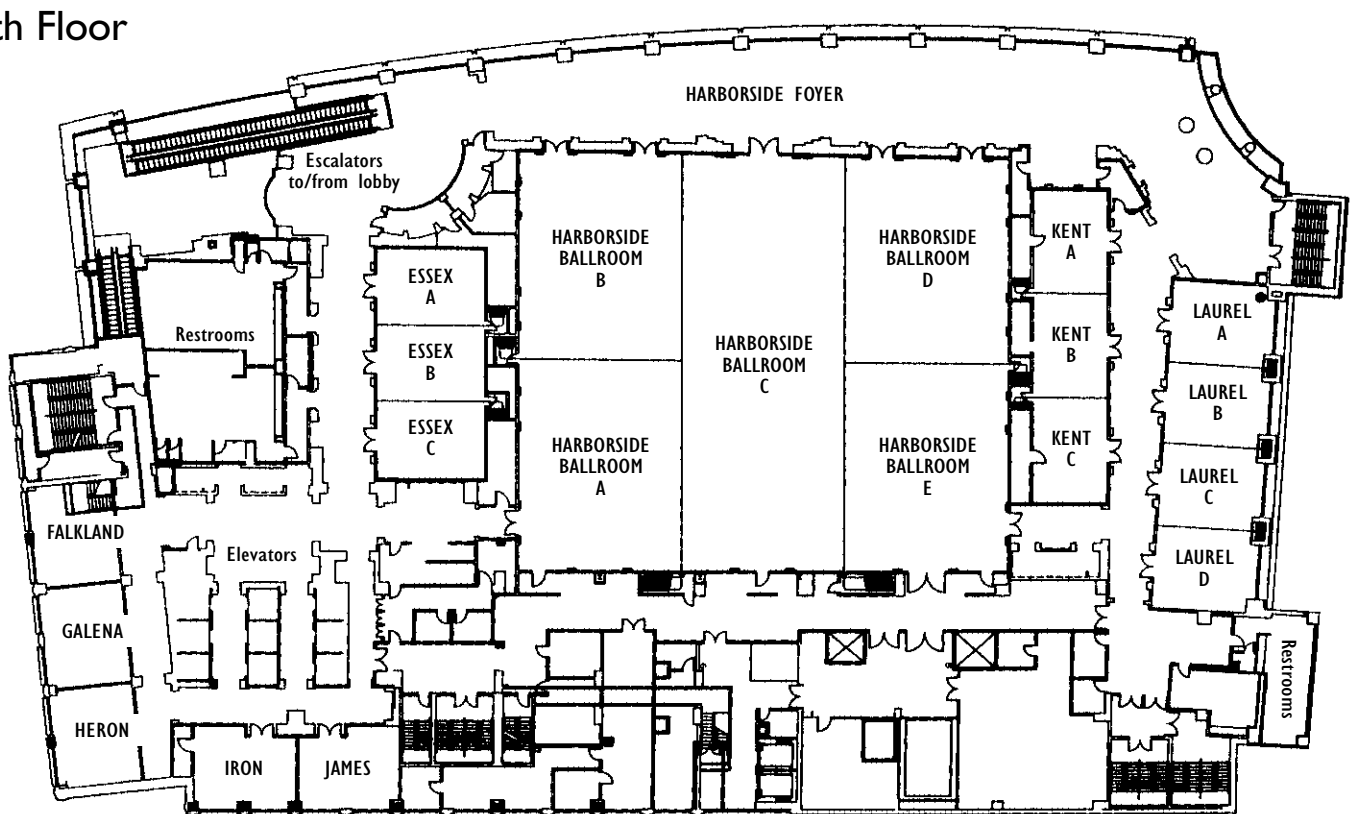 th Floor
HARBORSIDE FOYER
Escalators
to/from lobby
HARBORSIDE
BALLROOM
B
HARBORSIDE
BALLROOM
D
KENT
A
ESSEX
A
LAUREL
A
Restrooms
HARBORSIDE
BALLROOM
C
KENT
B
ESSEX
B
LAUREL
B
ESSEX
C
HARBORSIDE
BALLROOM
A
HARBORSIDE
BALLROOM
E
KENT
C
LAUREL
C
FALKLAND
Elevators
LAUREL
D
GALENA
Restrooms
HERON
IRON
JAMES